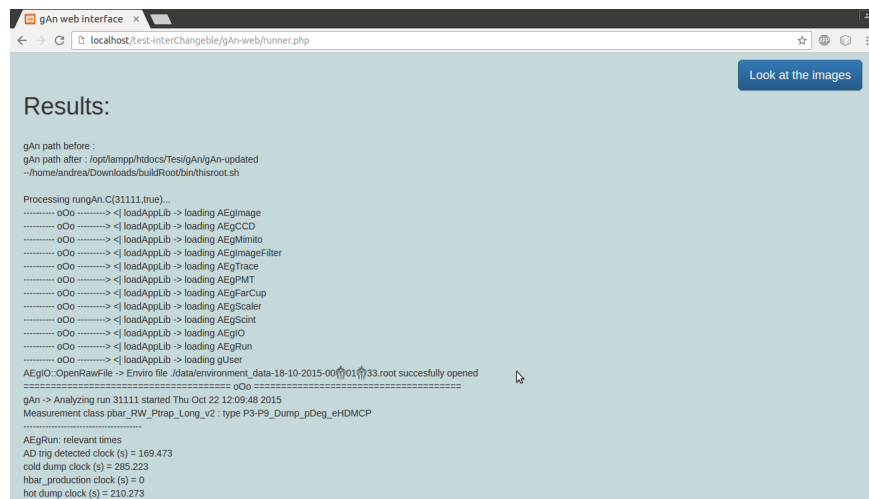 gAn web interface
localhost/test-InterChangeble/gAn-web/runner.php
Look at the images
Results:
gAn path before :
gAn path after : /opt/lampp/htdocs/Tesi/gAn/gAn-updated
--/home/andrea/Downloads/buildRoot/bin/thisroot.sh
Processing rungAn.C(31111,true)...
---------- oOo ---------> <| loadAppLib -> loading AEgImage
---------- oOo ---------> <| loadAppLib -> loading AEgCCD
---------- oOo ---------> <| loadAppLib -> loading AEgMimito
---------- oOo ---------> <| loadAppLib -> loading AEgImageFilter
---------- oOo ---------> <| loadAppLib -> loading AEgTrace
---------- oOo ---------> <| loadAppLib -> loading AEgPMT
---------- oOo ---------> <| loadAppLib -> loading AEgFarCup
---------- oOo ---------> <| loadAppLib -> loading AEgScaler
---------- oOo ---------> <| loadAppLib -> loading AEgScint
---------- oOo ---------> <| loadAppLib -> loading AEgIO
---------- oOo ---------> <| loadAppLib -> loading AEgRun
---------- oOo ---------> <| loadAppLib -> loading gUser
AEgIO::OpenRawFile -> Enviro file ./data/environment_data-18-10-2015-00 01 33.root succesfully opened
===================================== oOo =====================================
gAn -> Analyzing run 31111 started Thu Oct 22 12:09:48 2015
Measurement class pbar_RW_Ptrap_Long_v2 : type P3-P9_Dump_pDeg_eHDMCP
-------------------------------------
AEgRun: relevant times
AD trig detected clock (s) = 169.473
cold dump clock (s) = 285.223
hbar_production clock (s) = 0
hot dump clock (s) = 210.273